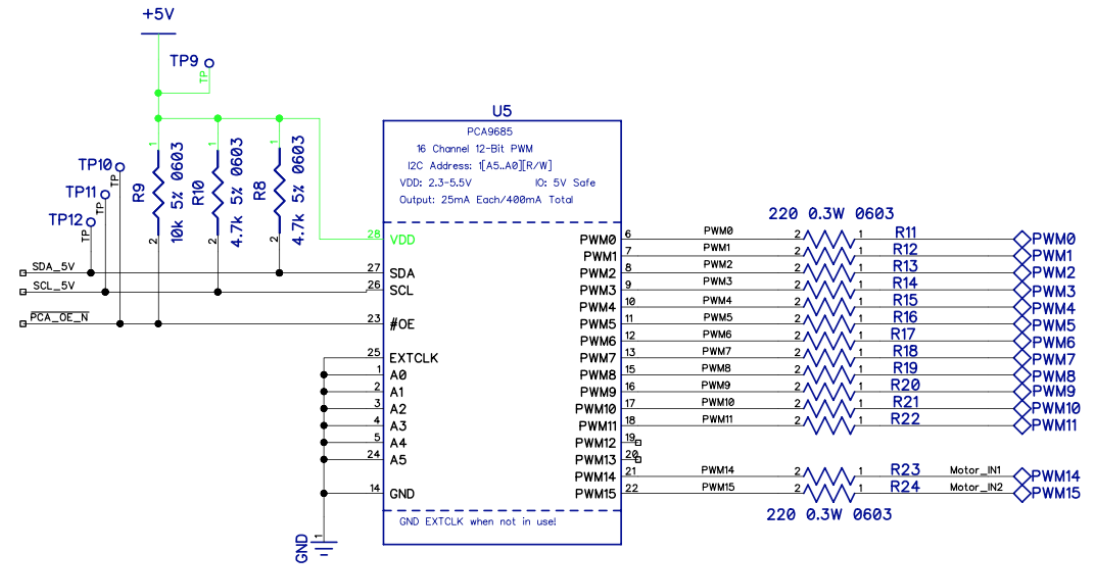 +5V
TP9
TP
U5
PCA9685
16 Channel 12-Bit PWM
I2C Address: 1[A5..A0][R/W]
VDD: 2.3-5.5V IO: 5V Safe
Output: 25mA Each/400mA Total
TP10
TP
TP11
TP
TP12
TP
1
R9
10k 5% 0603
2
1
R10
4.7k 5% 0603
2
1
R8
4.7k 5% 0603
2
SDA_5V
SCL_5V
PCA_OE_N
28 VDD
27 SDA
26 SCL
23 #OE
25 EXTCLK
1 A0
2 A1
3 A2
4 A3
5 A4
24 A5
14 GND
GND EXTCLK when not in use!
GND
1
220 0.3W 0603
PWM0 6 PWM0 2 1 R11 PWM0
PWM1 7 PWM1 2 1 R12 PWM1
PWM2 8 PWM2 2 1 R13 PWM2
PWM3 9 PWM3 2 1 R14 PWM3
PWM4 10 PWM4 2 1 R15 PWM4
PWM5 11 PWM5 2 1 R16 PWM5
PWM6 12 PWM6 2 1 R17 PWM6
PWM7 13 PWM7 2 1 R18 PWM7
PWM8 15 PWM8 2 1 R19 PWM8
PWM9 16 PWM9 2 1 R20 PWM9
PWM10 17 PWM10 2 1 R21 PWM10
PWM11 18 PWM11 2 1 R22 PWM11
PWM12 19
PWM13 20
PWM14 21 PWM14 2 1 R23 Motor_IN1 PWM14
PWM15 22 PWM15 2 1 R24 Motor_IN2 PWM15
220 0.3W 0603